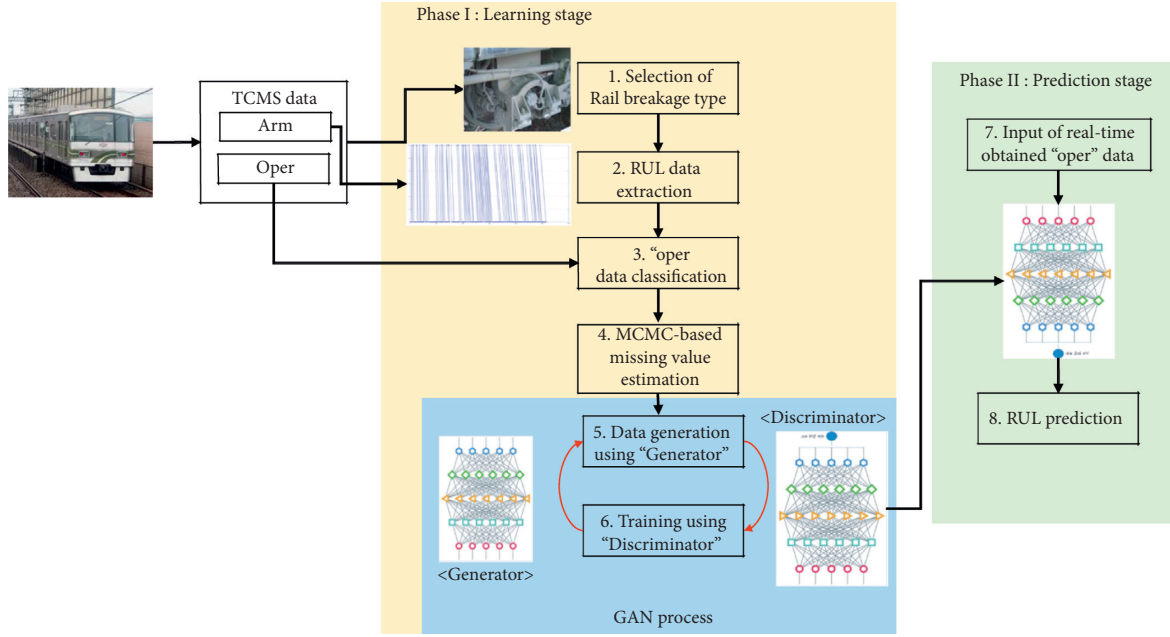 Phase I : Learning stage
TCMS data
Arm
Oper
1. Selection of
Rail breakage type
2. RUL data
extraction
3. “oper
data classification
4. MCMC-based
missing value
estimation
5. Data generation
using “Generator”
6. Training using
“Discriminator”
<Generator>
<Discriminator>
GAN process
Phase II : Prediction stage
7. Input of real-time
obtained “oper” data
8. RUL prediction